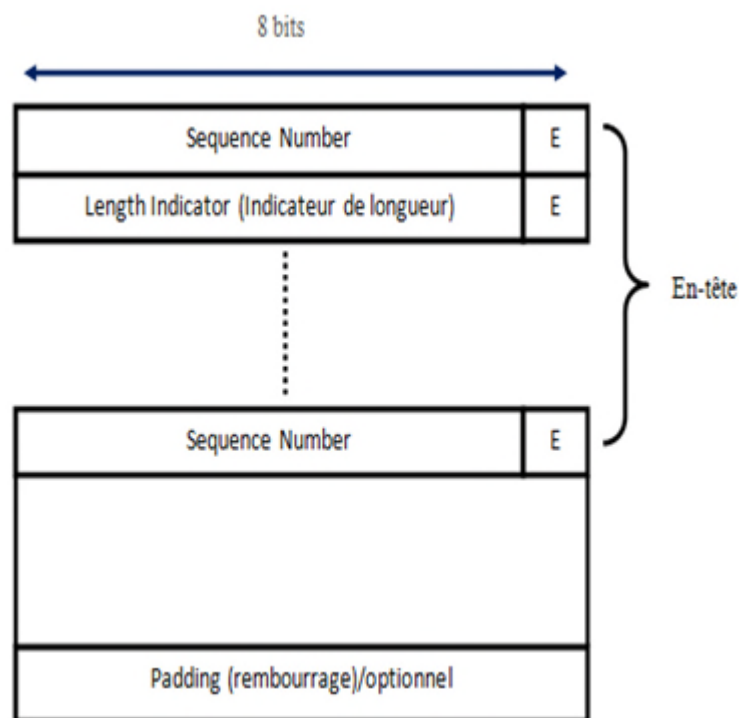 8 bits
Sequence Number E
Length Indicator (Indicateur de longueur) E
En-tête
Sequence Number E
Padding (rembourrage)/optionnel